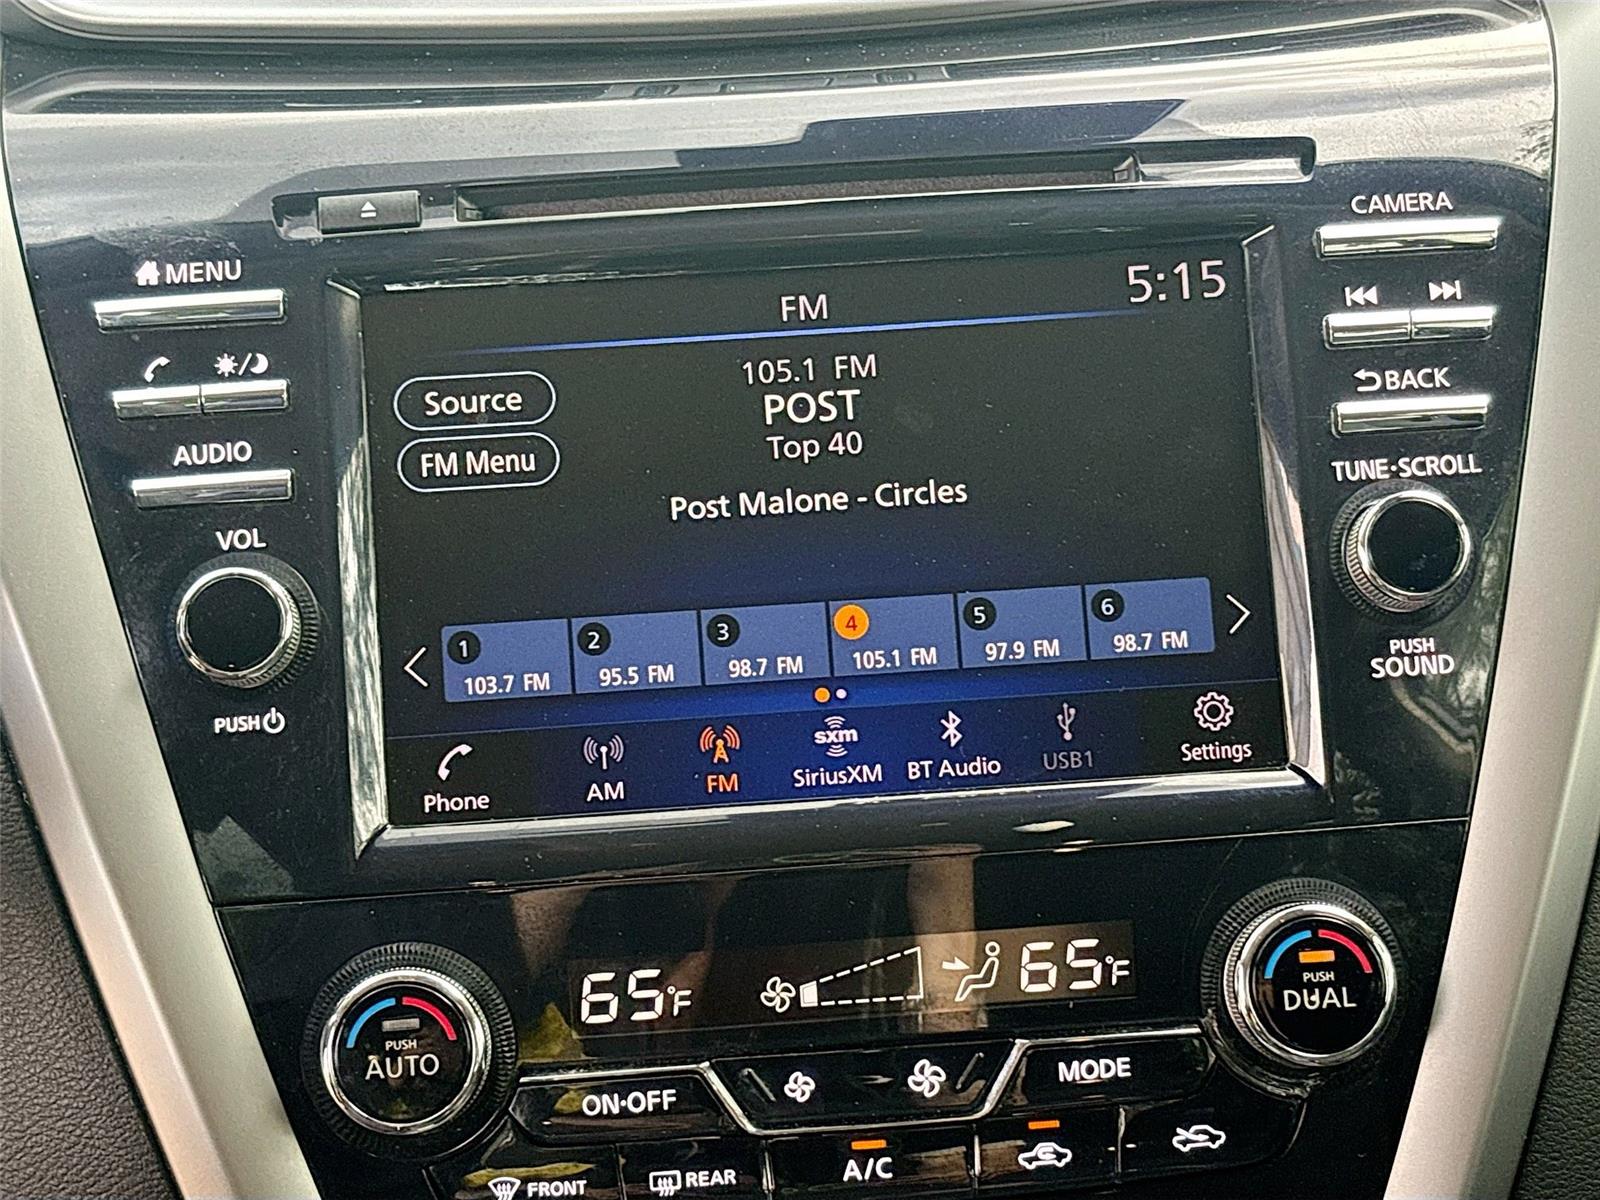 CAMERA
MENU
5:15
FM
AUDIO
VOL
PUSH
Source
FM Menu
105.1 FM
POST
Top 40
Post Malone - Circles
BACK
TUNE·SCROLL
PUSH
SOUND
1
103.7 FM
2
95.5 FM
3
98.7 FM
4
105.1 FM
5
97.9 FM
6
98.7 FM
Phone
AM
FM
sxm
SiriusXM
BT Audio
USB1
Settings
65°F
65°F
PUSH
AUTO
PUSH
DUAL
ON·OFF
MODE
FRONT
REAR
A/C